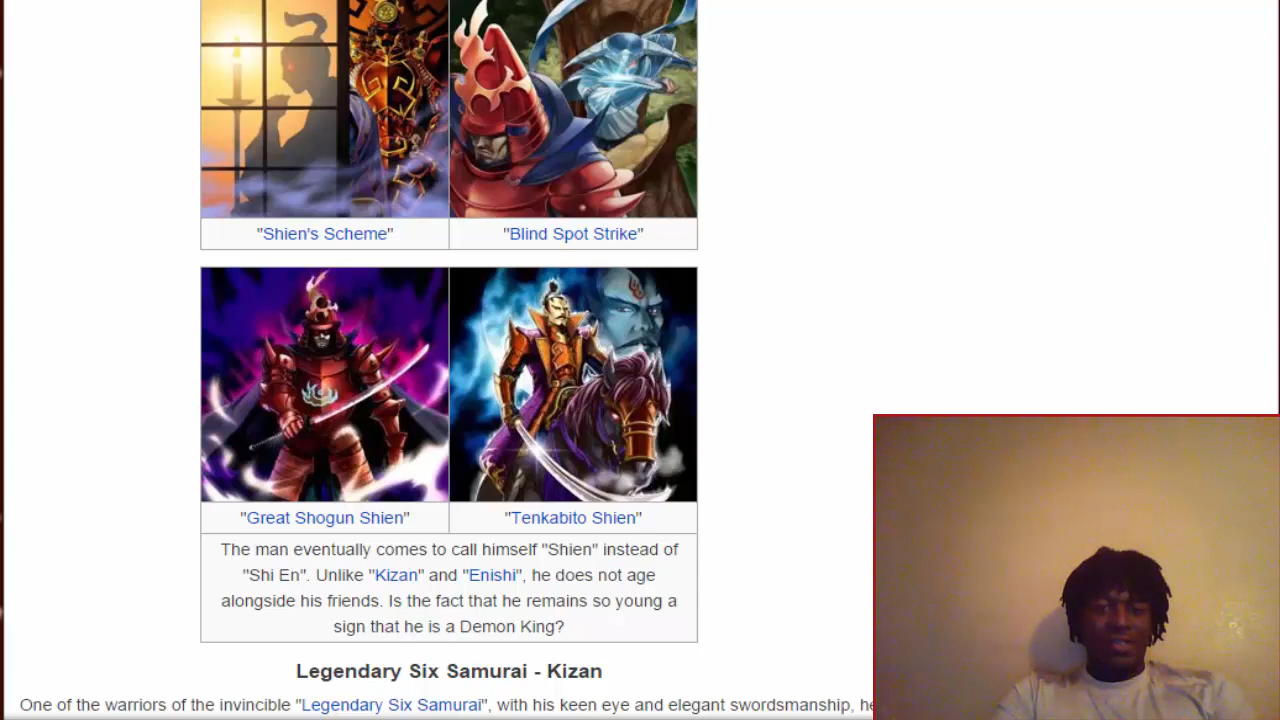 "Shien's Scheme" "Blind Spot Strike"
"Great Shogun Shien" "Tenkabito Shien"
The man eventually comes to call himself "Shien" instead of
"Shi En". Unlike "Kizan" and "Enishi", he does not age
alongside his friends. Is the fact that he remains so young a
sign that he is a Demon King?
Legendary Six Samurai - Kizan
One of the warriors of the invincible "Legendary Six Samurai", with his keen eye and elegant swordsmanship, he